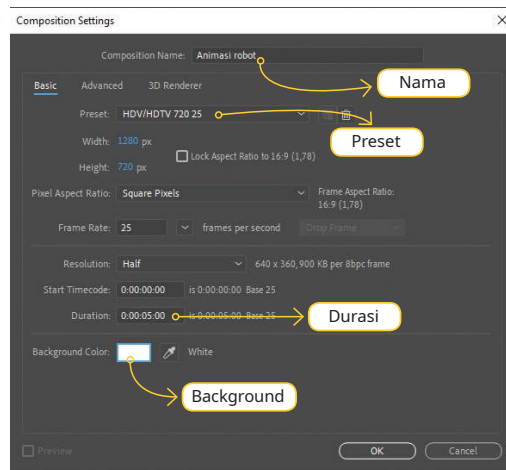 Composition Settings
Composition Name: Animasi robot
Nama
Basic Advanced 3D Renderer
Preset: HDV/HDTV 720 25
Preset
Width: 1280 px
Lock Aspect Ratio to 16:9 (1,78)
Height: 720 px
Pixel Aspect Ratio: Square Pixels
Frame Aspect Ratio:
16:9 (1,78)
Frame Rate: 25 frames per second Drop Frame
Resolution: Half 640 x 360, 900 KB per 8bpc frame
Start Timecode: 0:00:00:00 is 0:00:00:00 Base 25
Duration: 0:00:05:00 is 0:00:05:00 Base 25
Durasi
Background Color: White
Background
Preview OK Cancel